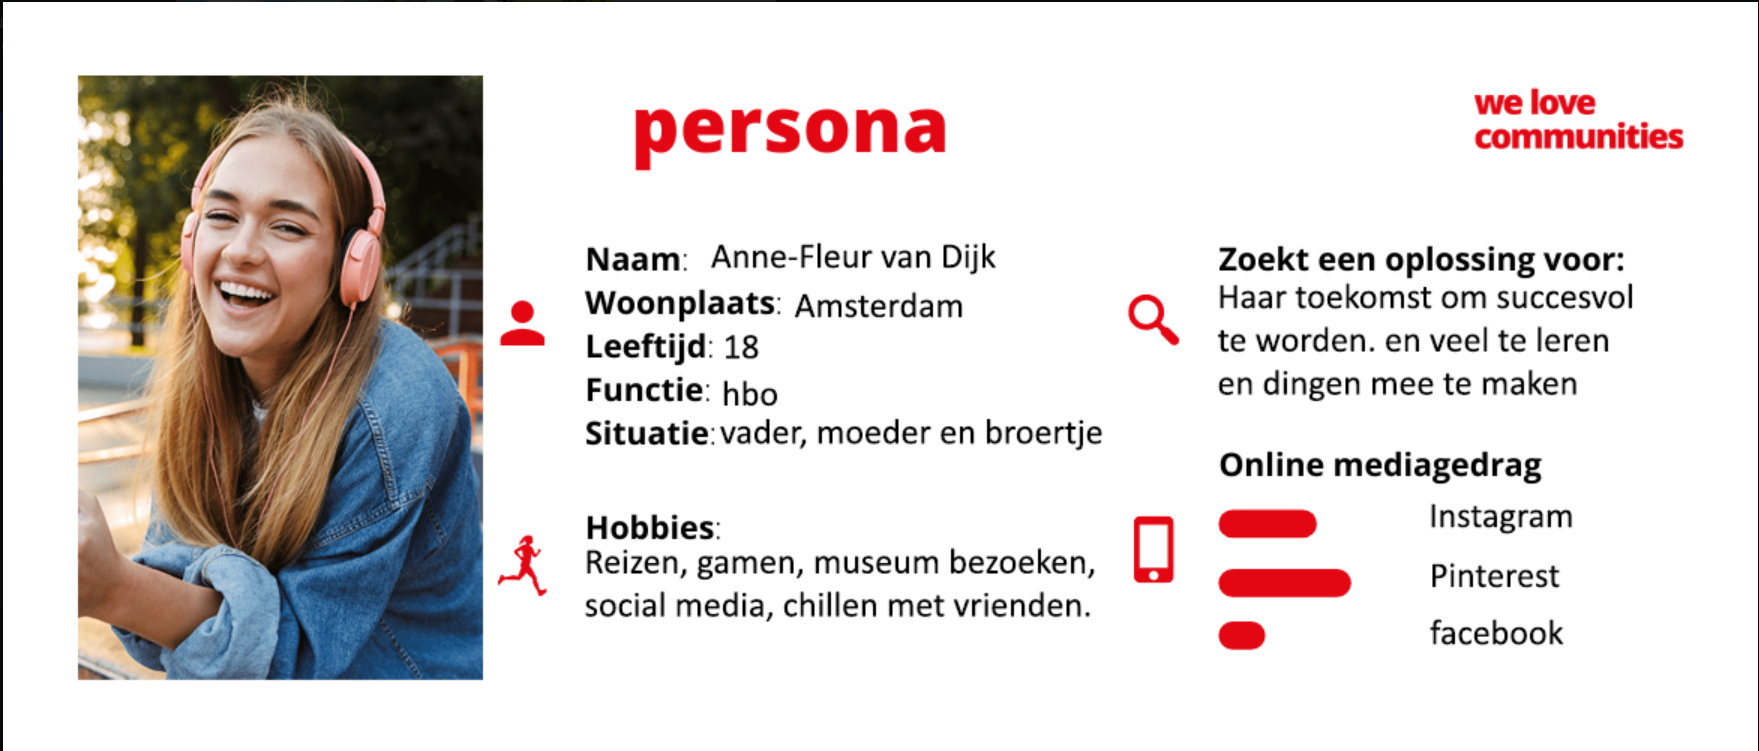 persona
we love
communities
Naam: Anne-Fleur van Dijk
Woonplaats: Amsterdam
Leeftijd: 18
Functie: hbo
Situatie: vader, moeder en broertje
Hobbies:
Reizen, gamen, museum bezoeken,
social media, chillen met vrienden.
Zoekt een oplossing voor:
Haar toekomst om succesvol
te worden. en veel te leren
en dingen mee te maken
Online mediagedrag
Instagram
Pinterest
facebook